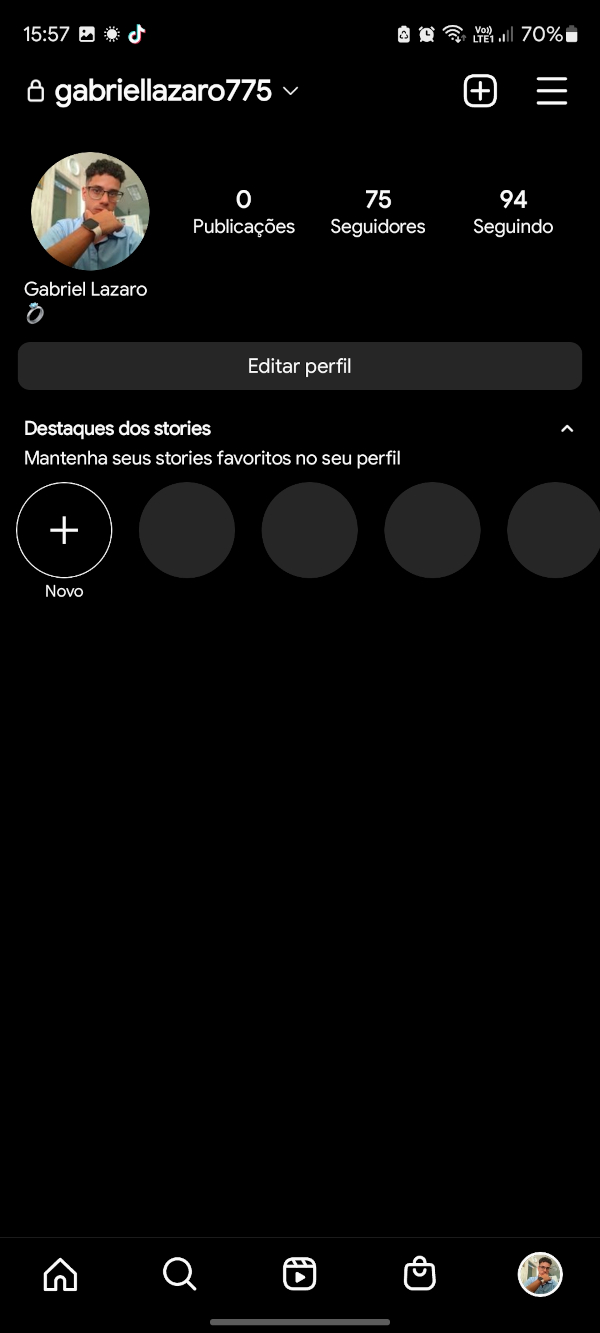 15:57 Vo)) LTE1 70%
gabriellazaro775
0 75 94
Publicações Seguidores Seguindo
Gabriel Lazaro
💍
Editar perfil
Destaques dos stories
Mantenha seus stories favoritos no seu perfil
Novo